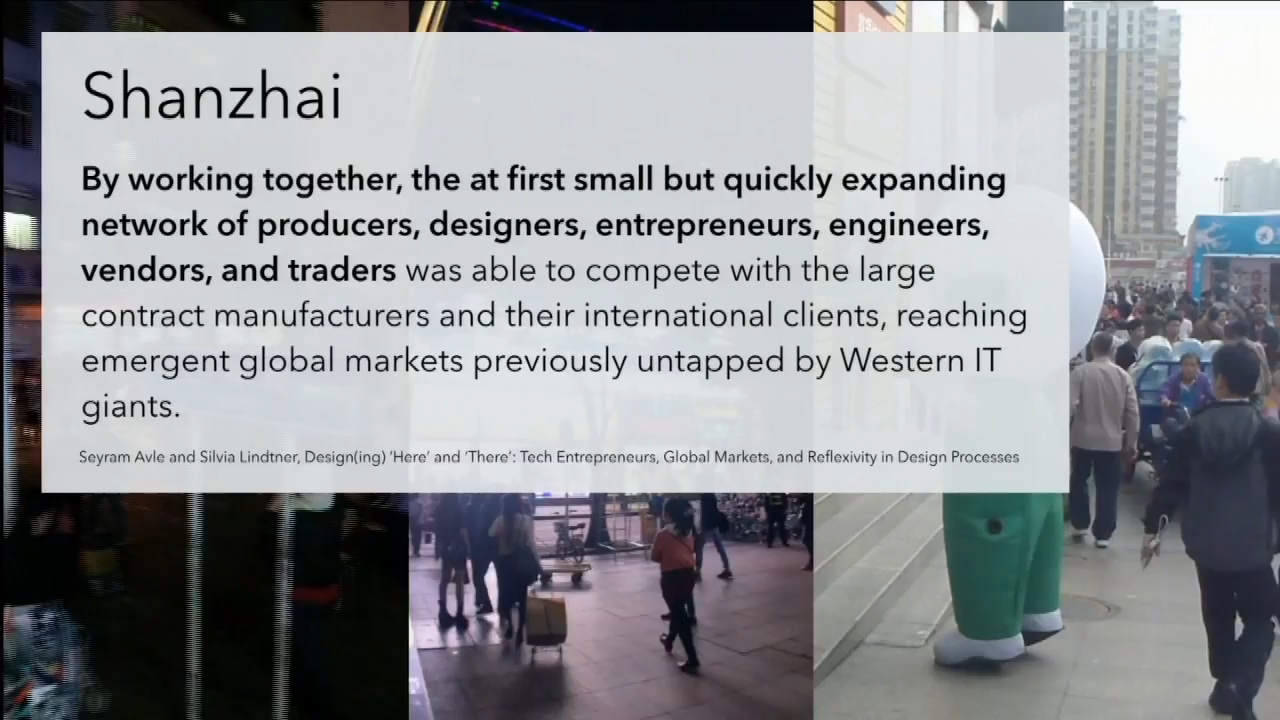 Shanzhai
By working together, the at first small but quickly expanding
network of producers, designers, entrepreneurs, engineers,
vendors, and traders was able to compete with the large
contract manufacturers and their international clients, reaching
emergent global markets previously untapped by Western IT
giants.
Seyram Avle and Silvia Lindtner, Design(ing) ‘Here’ and ‘There’: Tech Entrepreneurs, Global Markets, and Reflexivity in Design Processes